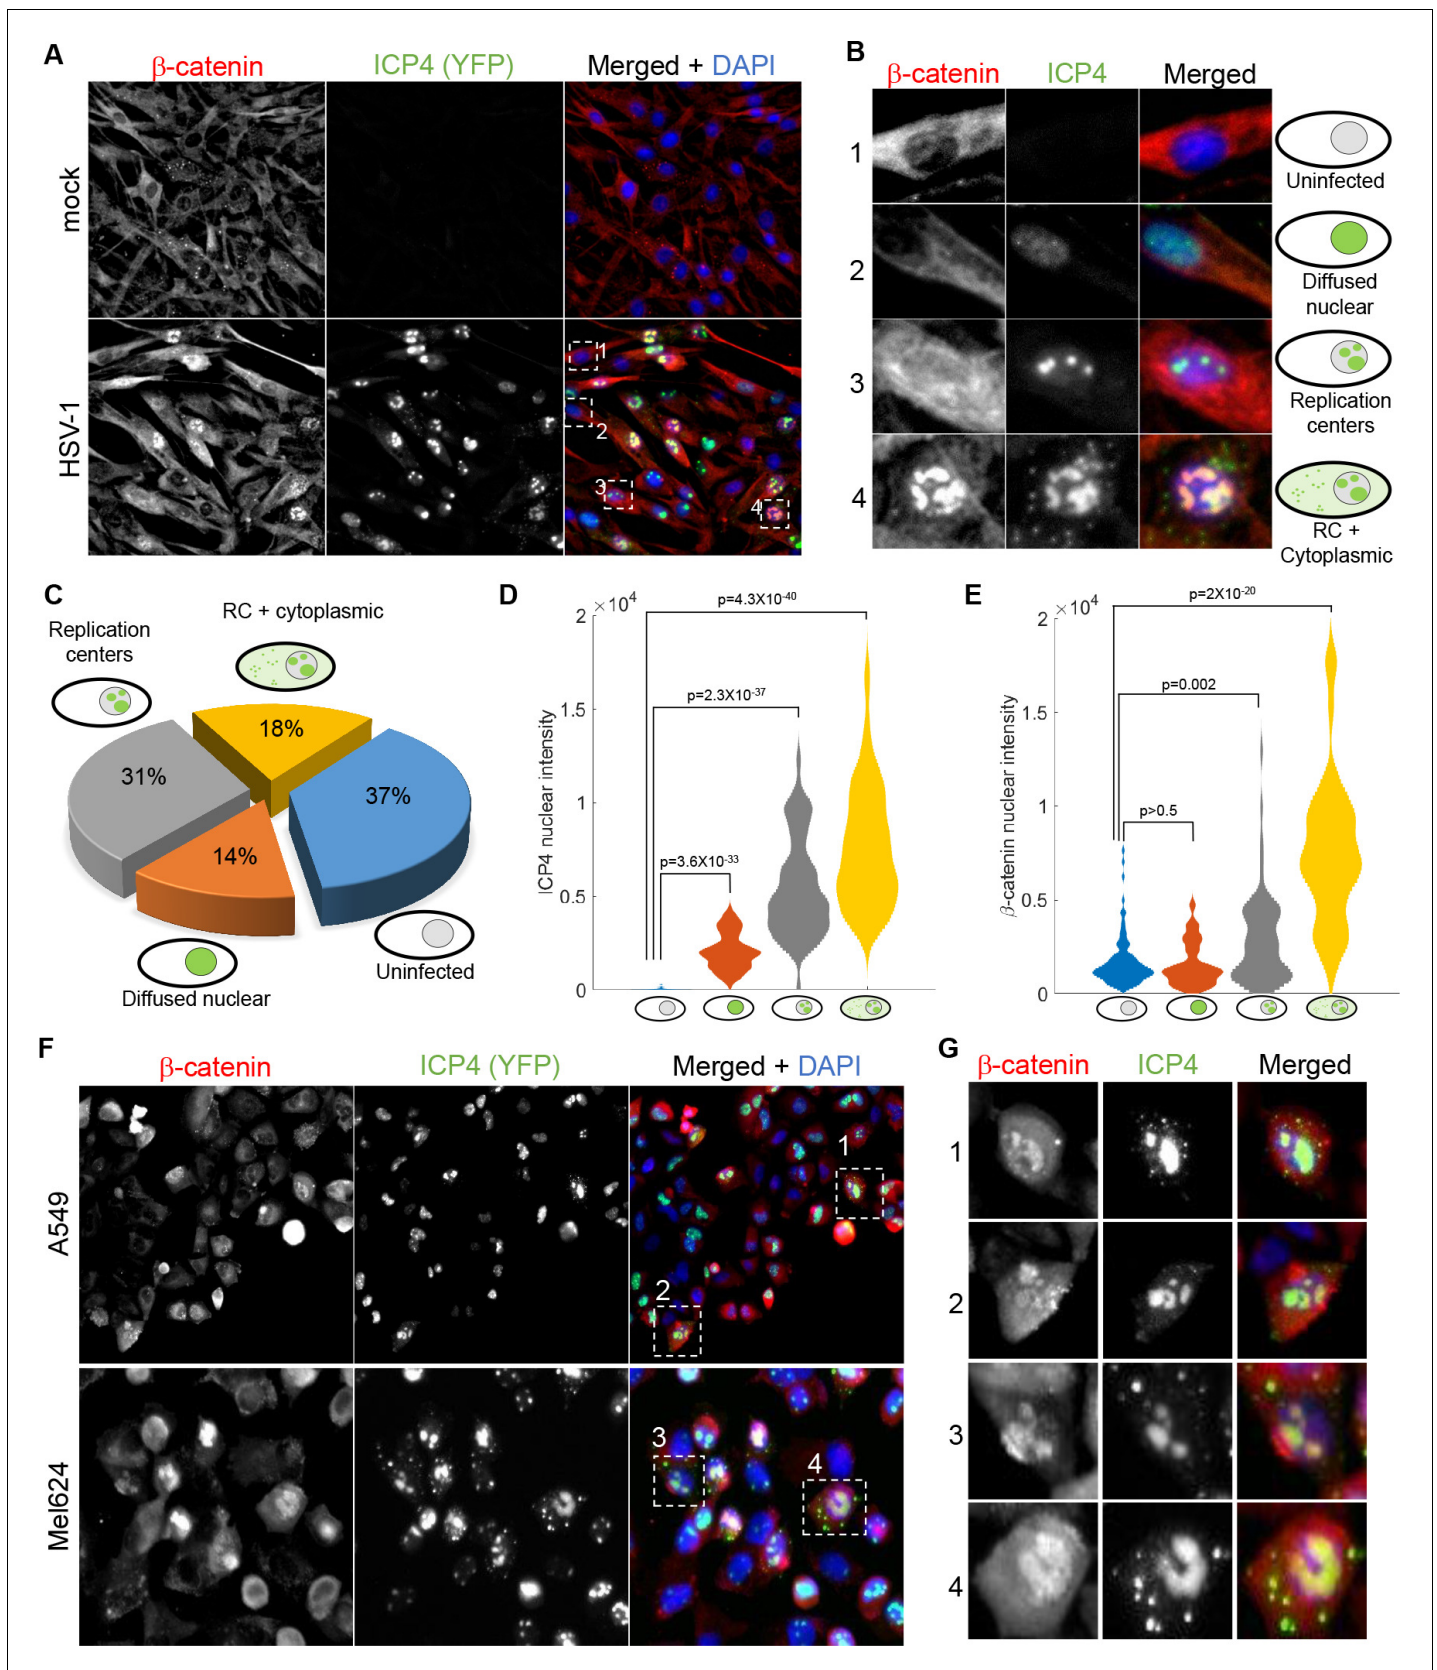 A
β-catenin
ICP4 (YFP)
Merged + DAPI
mock
HSV-1
1
2
3
4
B
β-catenin
ICP4
Merged
1
Uninfected
2
Diffused
nuclear
3
Replication
centers
4
RC +
Cytoplasmic
C
Replication
centers
RC + cytoplasmic
18%
31%
37%
14%
Uninfected
Diffused nuclear
D
×10⁴
ICP4 nuclear intensity
2
1.5
1
0.5
0
p=4.3X10⁻⁴⁰
p=2.3X10⁻³⁷
p=3.6X10⁻³³
E
×10⁴
β-catenin nuclear intensity
2
1.5
1
0.5
0
p=2X10⁻²⁰
p=0.002
p>0.5
F
β-catenin
ICP4 (YFP)
Merged + DAPI
A549
1
2
Mel624
3
4
G
β-catenin
ICP4
Merged
1
2
3
4